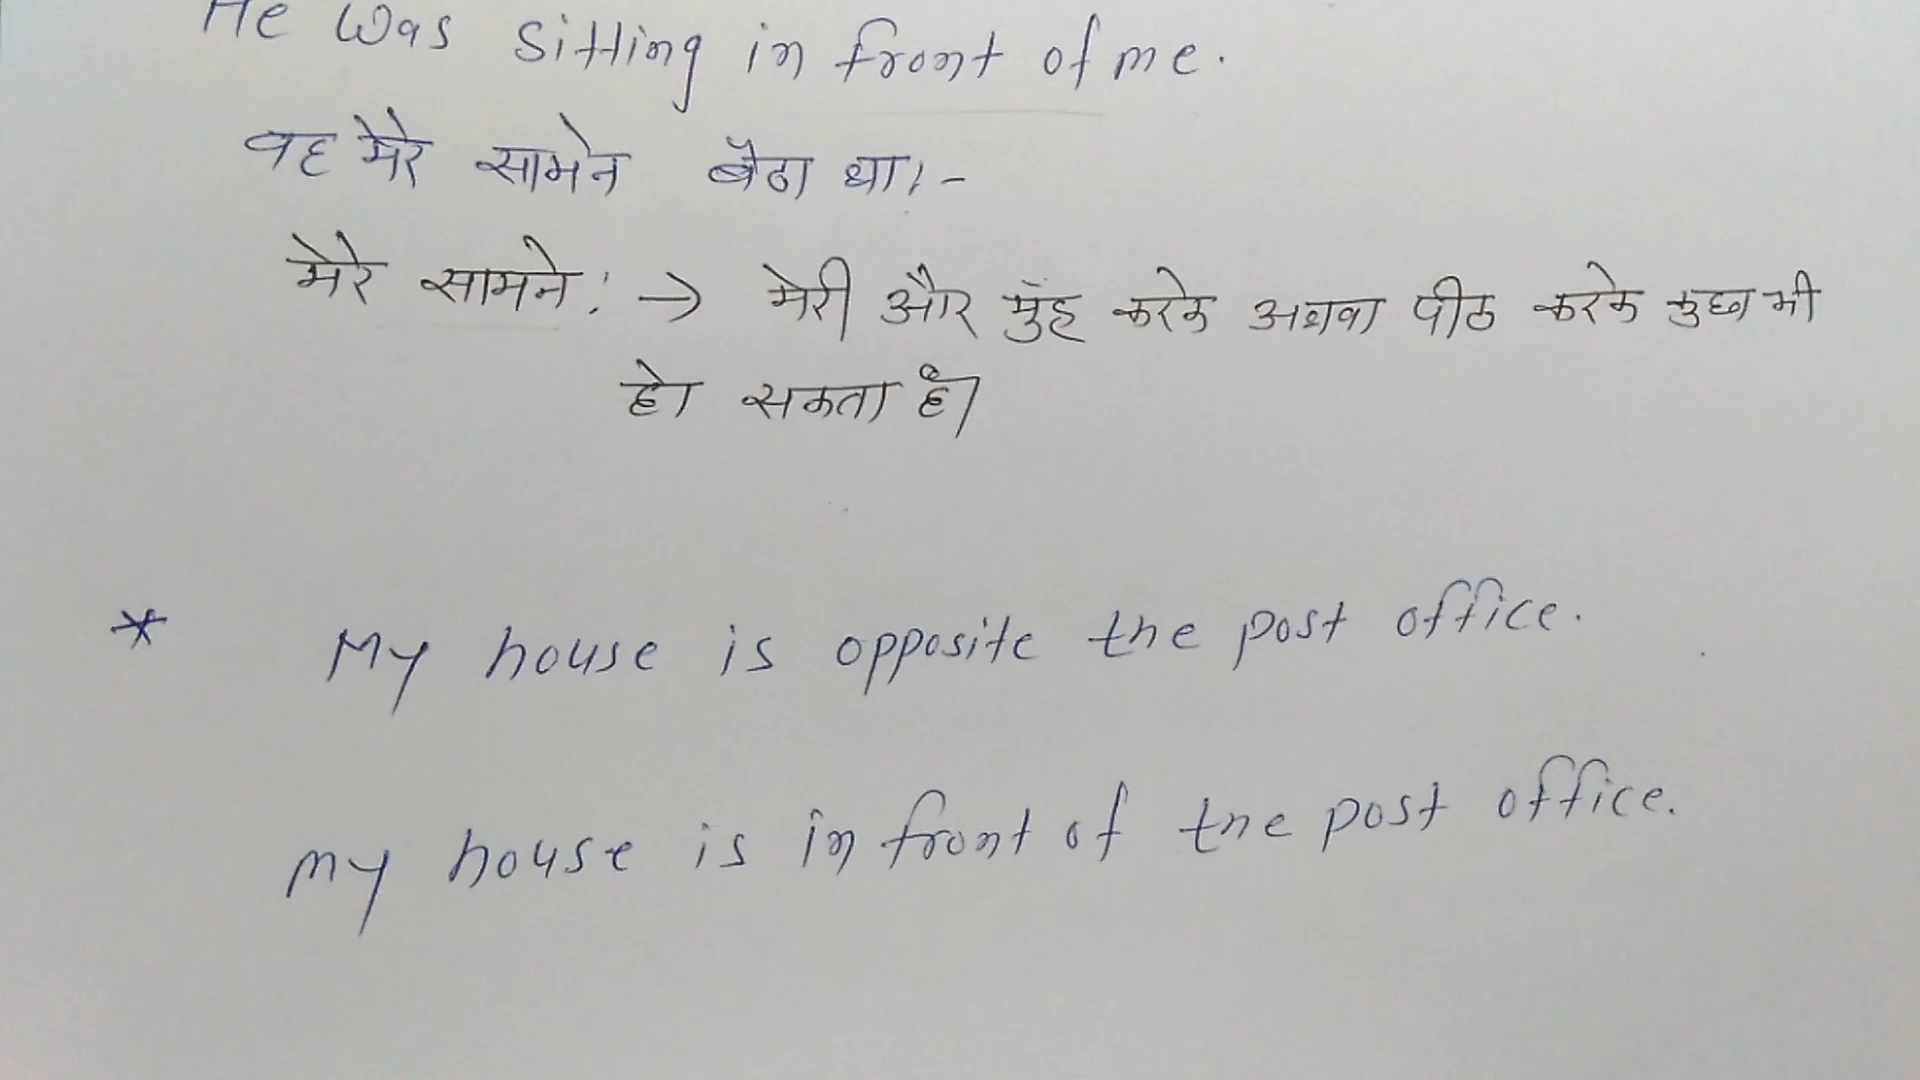 He was sitting in front of me.
वह मेरे सामने बैठा था। -
मेरे सामने: → मेरी और मुँह करके अथवा पीठ करके कुछ भी
हो सकता है।
* My house is opposite the post office.
my house is in front of the post office.